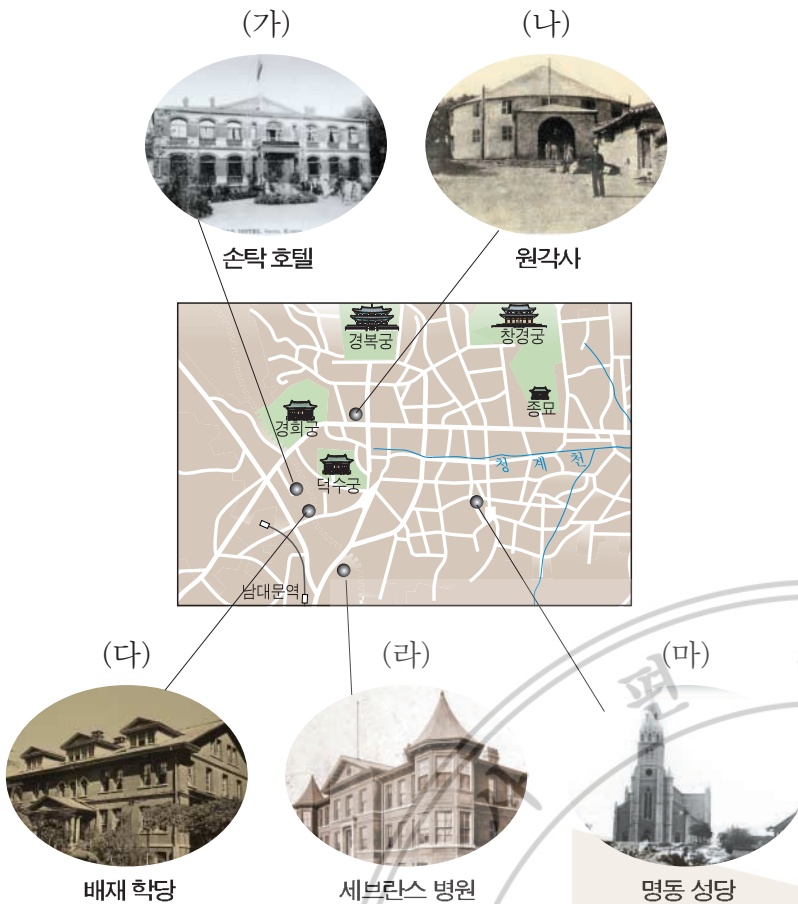 (가)
(나)
손탁 호텔
원각사
경복궁
창경궁
종묘
경희궁
청계천
덕수궁
남대문역
(다)
(라)
(마)
편
배재 학당
세브란스 병원
명동 성당